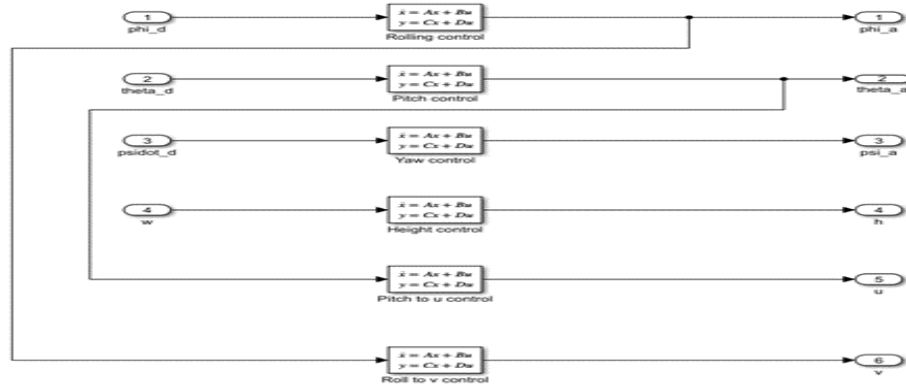 1
phi_d
ẋ = Ax + Bu
y = Cx + Du
Rolling control
1
phi_a
2
theta_d
ẋ = Ax + Bu
y = Cx + Du
Pitch control
2
theta_a
3
psidot_d
ẋ = Ax + Bu
y = Cx + Du
Yaw control
3
psi_a
4
w
ẋ = Ax + Bu
y = Cx + Du
Height control
4
h
ẋ = Ax + Bu
y = Cx + Du
Pitch to u control
5
u
ẋ = Ax + Bu
y = Cx + Du
Roll to v control
6
v